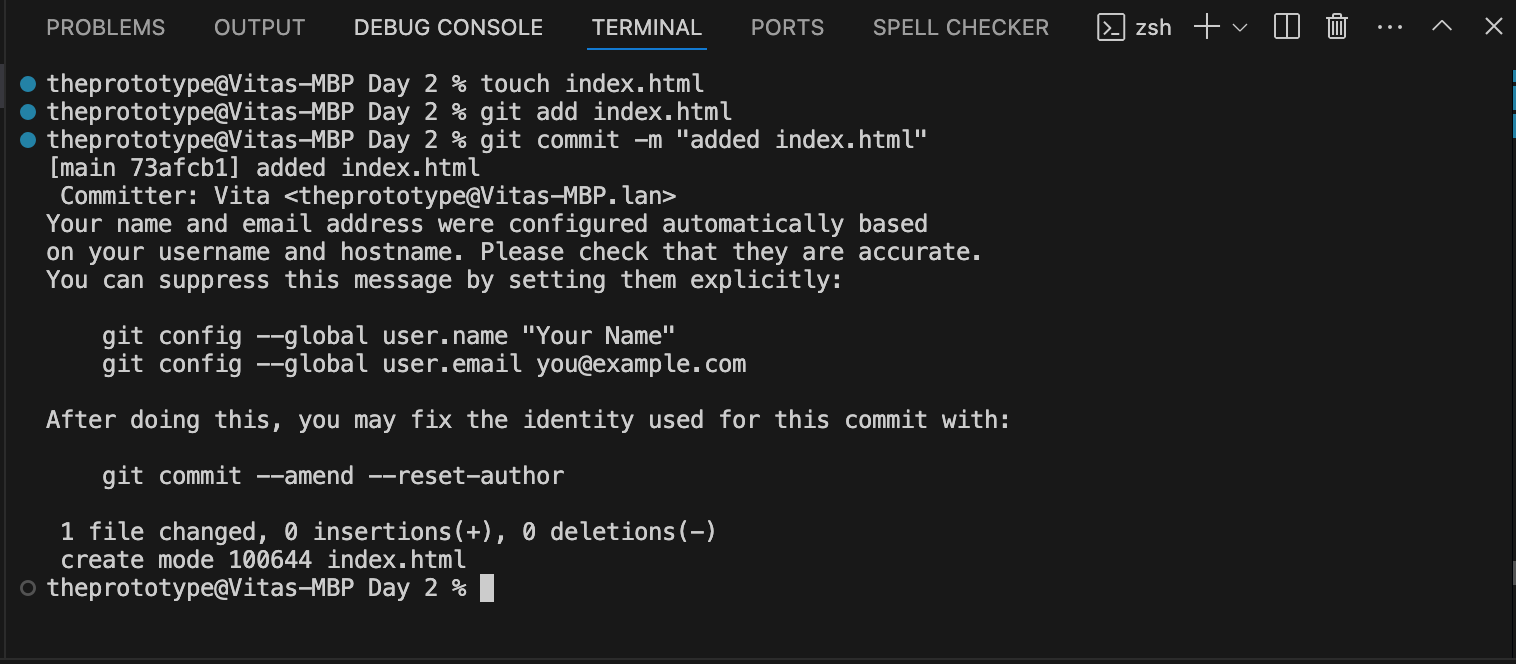 PROBLEMS OUTPUT DEBUG CONSOLE TERMINAL PORTS SPELL CHECKER zsh
theprototype@Vitas-MBP Day 2 % touch index.html
theprototype@Vitas-MBP Day 2 % git add index.html
theprototype@Vitas-MBP Day 2 % git commit -m "added index.html"
[main 73afcb1] added index.html
 Committer: Vita <theprototype@Vitas-MBP.lan>
Your name and email address were configured automatically based
on your username and hostname. Please check that they are accurate.
You can suppress this message by setting them explicitly:

    git config --global user.name "Your Name"
    git config --global user.email you@example.com

After doing this, you may fix the identity used for this commit with:

    git commit --amend --reset-author

 1 file changed, 0 insertions(+), 0 deletions(-)
 create mode 100644 index.html
theprototype@Vitas-MBP Day 2 %